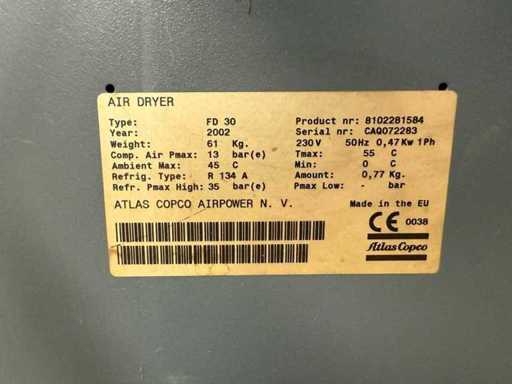 AIR DRYER
Type: FD 30 Product nr- 8102281584
Year: 2002 Serial nr: CAQ072283
Weight: 61 Kg. 230V 50Hz 0,47Kw 1Ph
Comp. Air Pmax: 13 bar(e) Tmax: 55 C
Ambient Max: 45 C Min: 0 C
Refrig. Type: R 134 A Amount: 0,77 Kg.
Refr. Pmax High: 35 bar(e) Pmax Low: - bar
ATLAS COPCO AIRPOWER N. V. Made in the EU
CE 0038
Atlas Copco